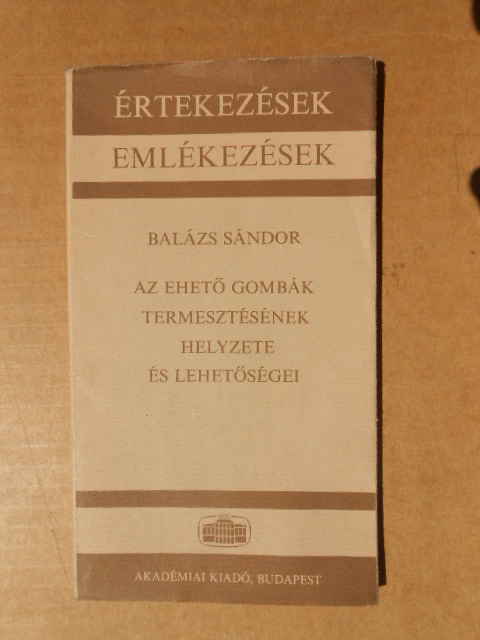 ÉRTEKEZÉSEK
EMLÉKEZÉSEK
BALÁZS SÁNDOR
AZ EHETŐ GOMBÁK
TERMESZTÉSÉNEK
HELYZETE
ÉS LEHETŐSÉGEI
AKADÉMIAI KIADÓ, BUDAPEST